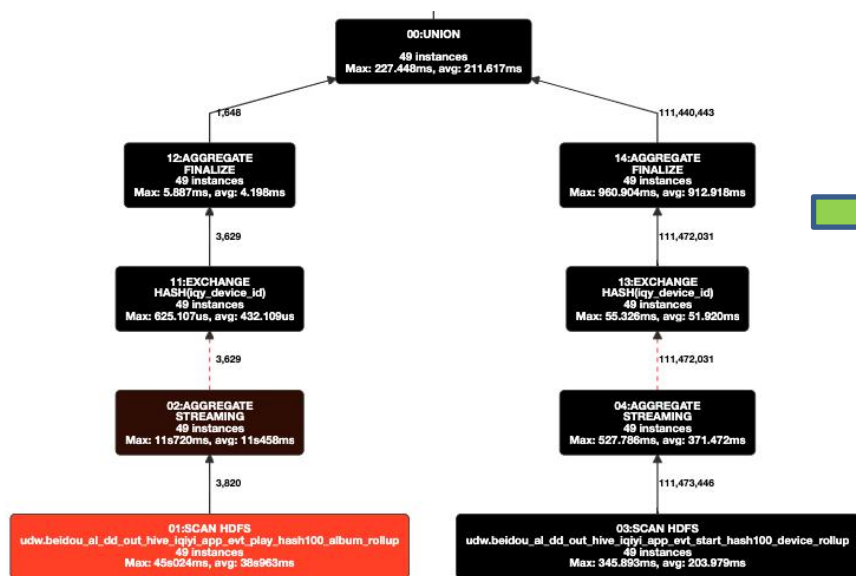 00:UNION
49 instances
Max: 227.448ms, avg: 211.617ms
1,648
111,440,443
12:AGGREGATE
FINALIZE
49 instances
Max: 5.887ms, avg: 4.198ms
14:AGGREGATE
FINALIZE
49 instances
Max: 960.904ms, avg: 912.918ms
3,629
111,472,031
11:EXCHANGE
HASH(iqy_device_id)
49 instances
Max: 625.107us, avg: 432.109us
13:EXCHANGE
HASH(iqy_device_id)
49 instances
Max: 55.326ms, avg: 51.920ms
3,629
111,472,031
02:AGGREGATE
STREAMING
49 instances
Max: 11s720ms, avg: 11s458ms
04:AGGREGATE
STREAMING
49 instances
Max: 527.786ms, avg: 371.472ms
3,820
111,473,446
01:SCAN HDFS
udw.beidou_al_dd_out_hive_iqiyi_app_evt_play_hash100_album_rollup
49 instances
Max: 45s024ms, avg: 38s963ms
03:SCAN HDFS
udw.beidou_al_dd_out_hive_iqiyi_app_evt_start_hash100_device_rollup
49 instances
Max: 345.893ms, avg: 203.979ms